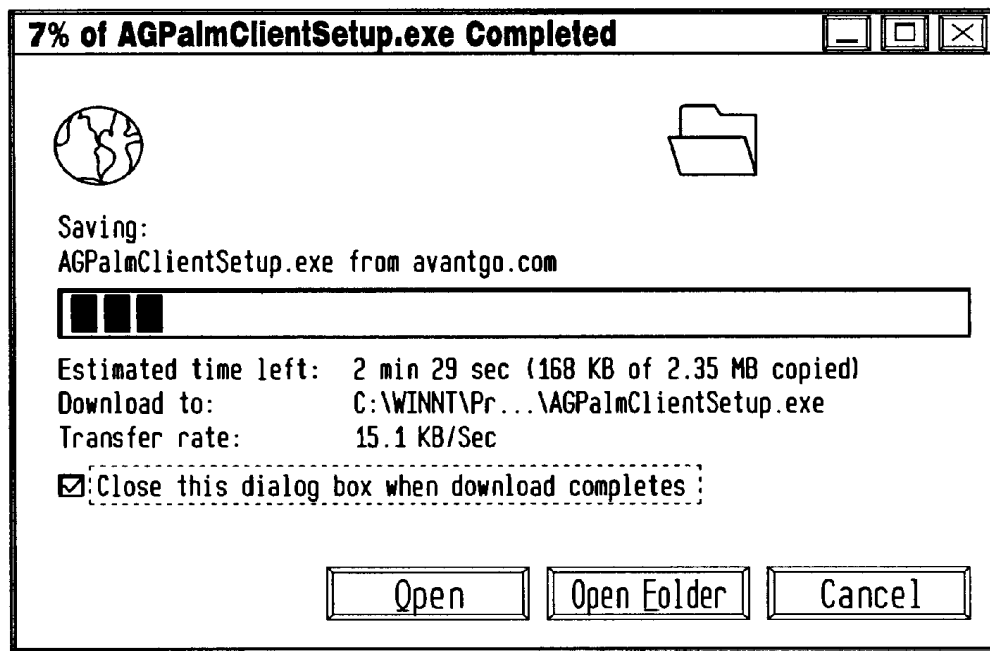 7% of AGPalmClientSetup.exe Completed
Saving:
AGPalmClientSetup.exe from avantgo.com
Estimated time left: 2 min 29 sec (168 KB of 2.35 MB copied)
Download to: C:\WINNT\Pr...\AGPalmClientSetup.exe
Transfer rate: 15.1 KB/Sec
Close this dialog box when download completes
Open Open Folder Cancel